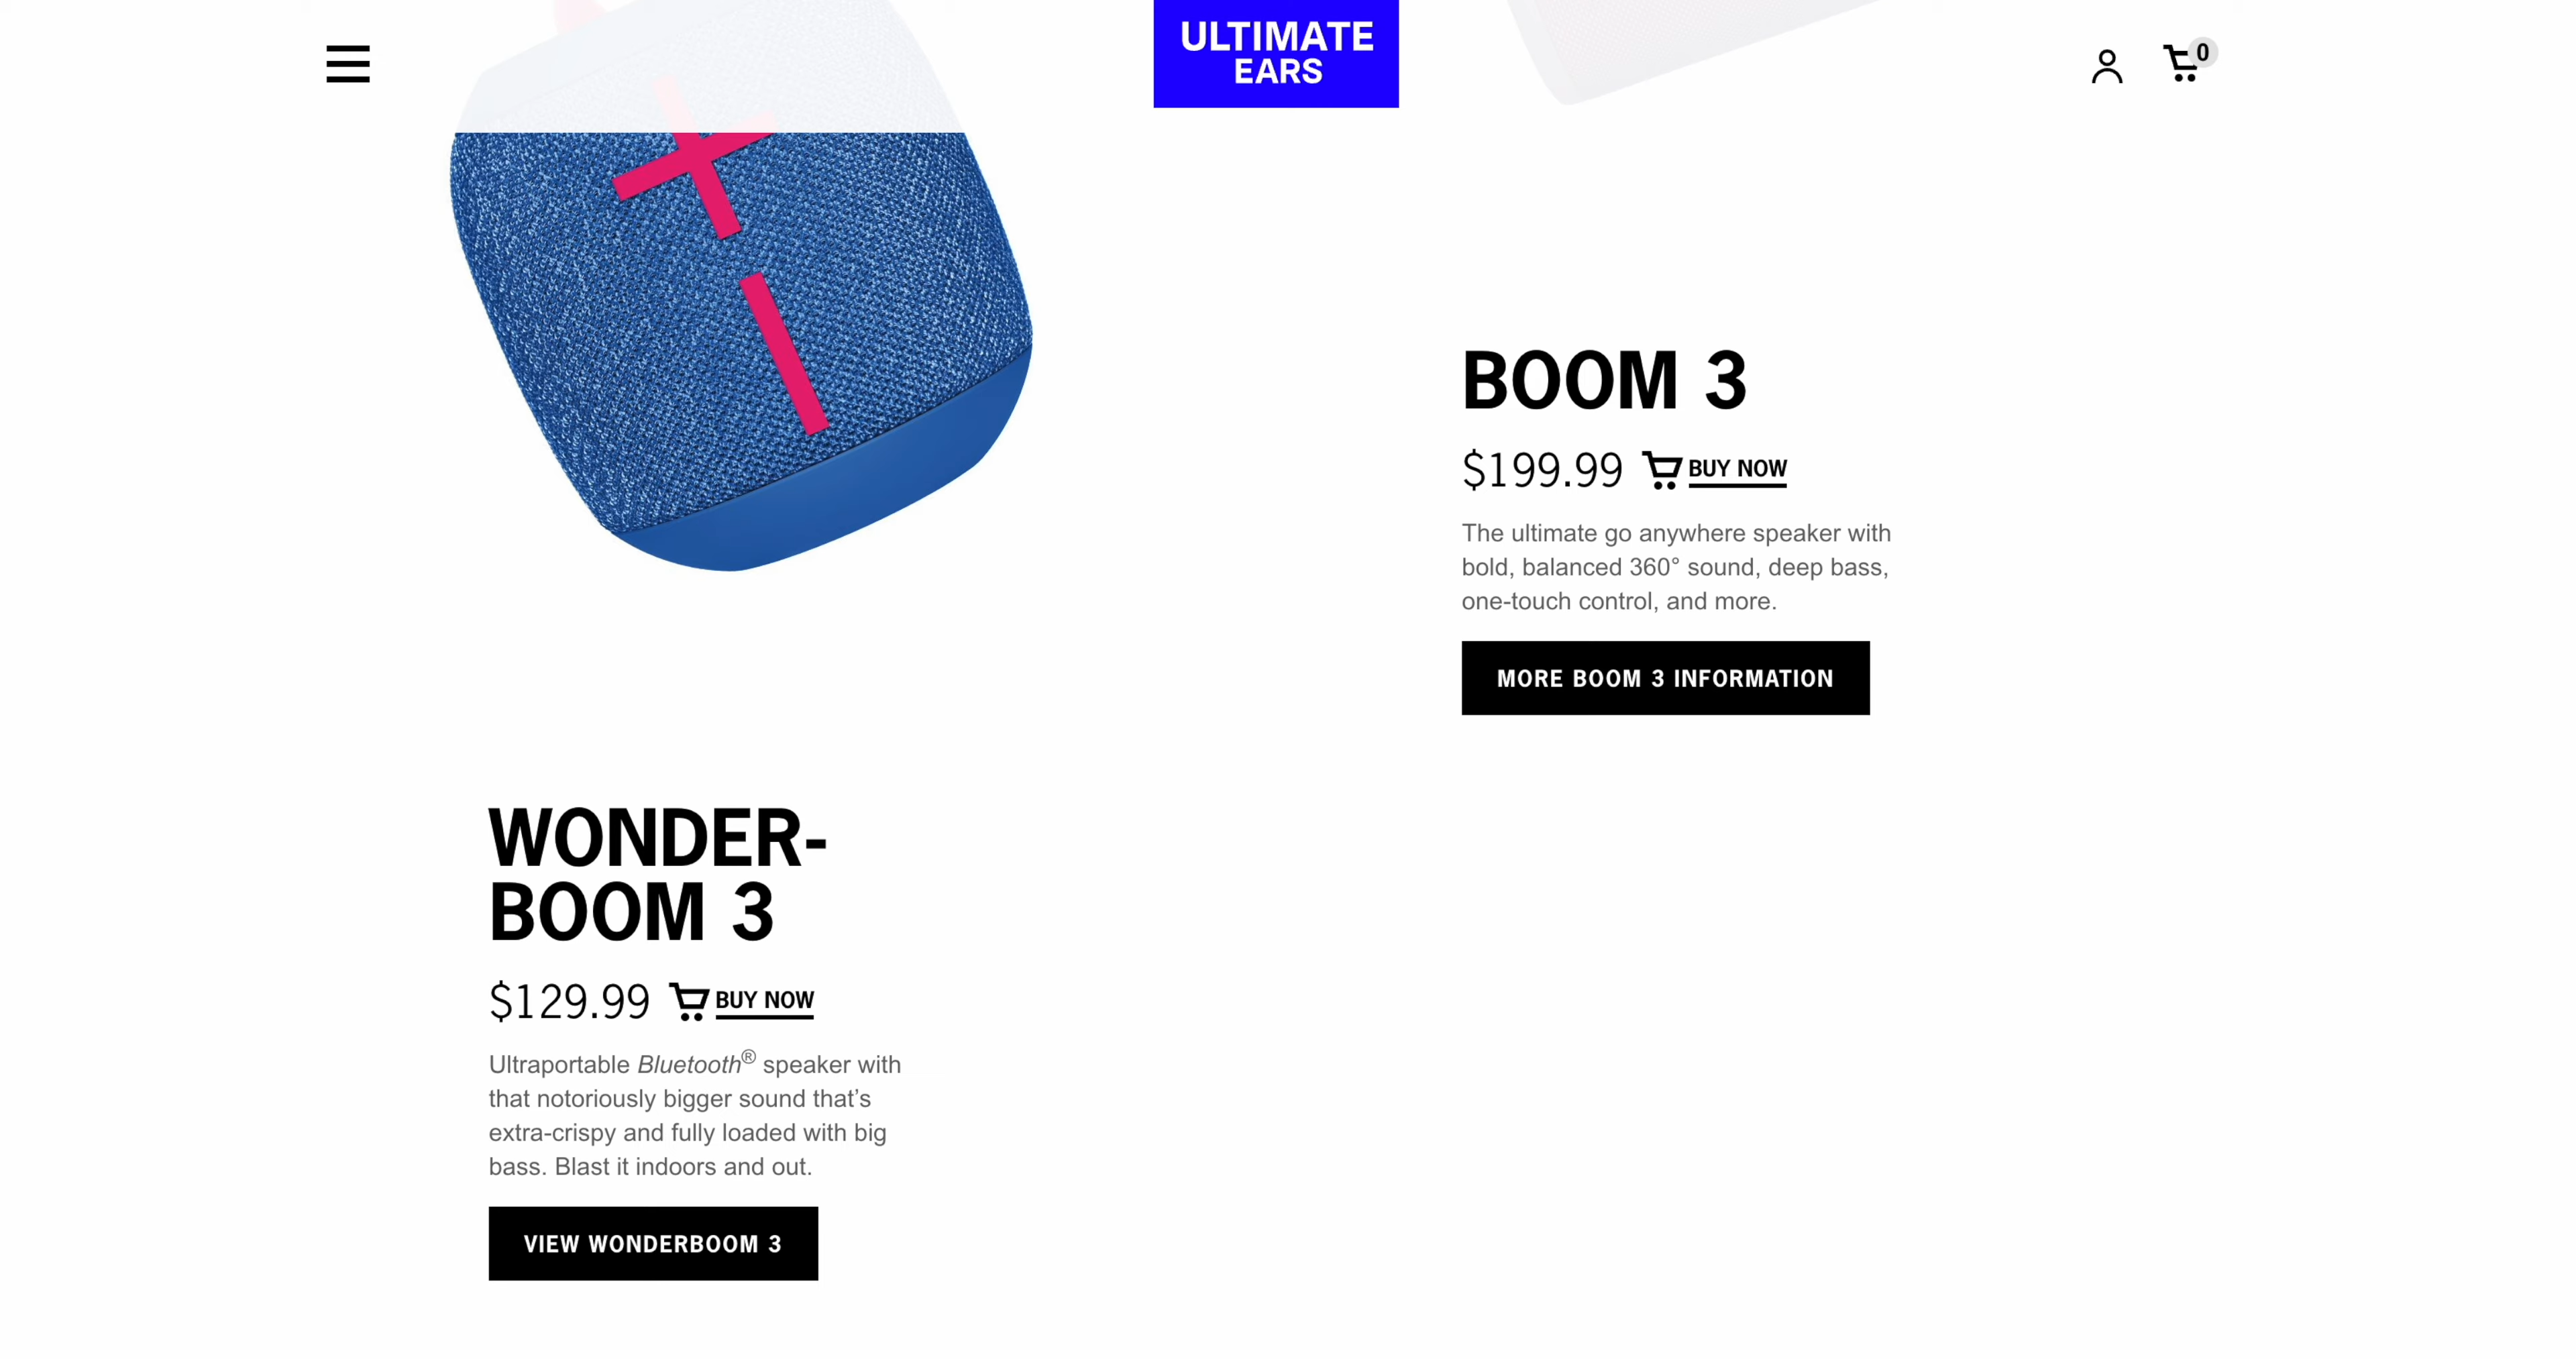 ULTIMATE
EARS
0
BOOM 3
$199.99 BUY NOW
The ultimate go anywhere speaker with
bold, balanced 360° sound, deep bass,
one-touch control, and more.
MORE BOOM 3 INFORMATION
WONDER-
BOOM 3
$129.99 BUY NOW
Ultraportable Bluetooth® speaker with
that notoriously bigger sound that’s
extra-crispy and fully loaded with big
bass. Blast it indoors and out.
VIEW WONDERBOOM 3